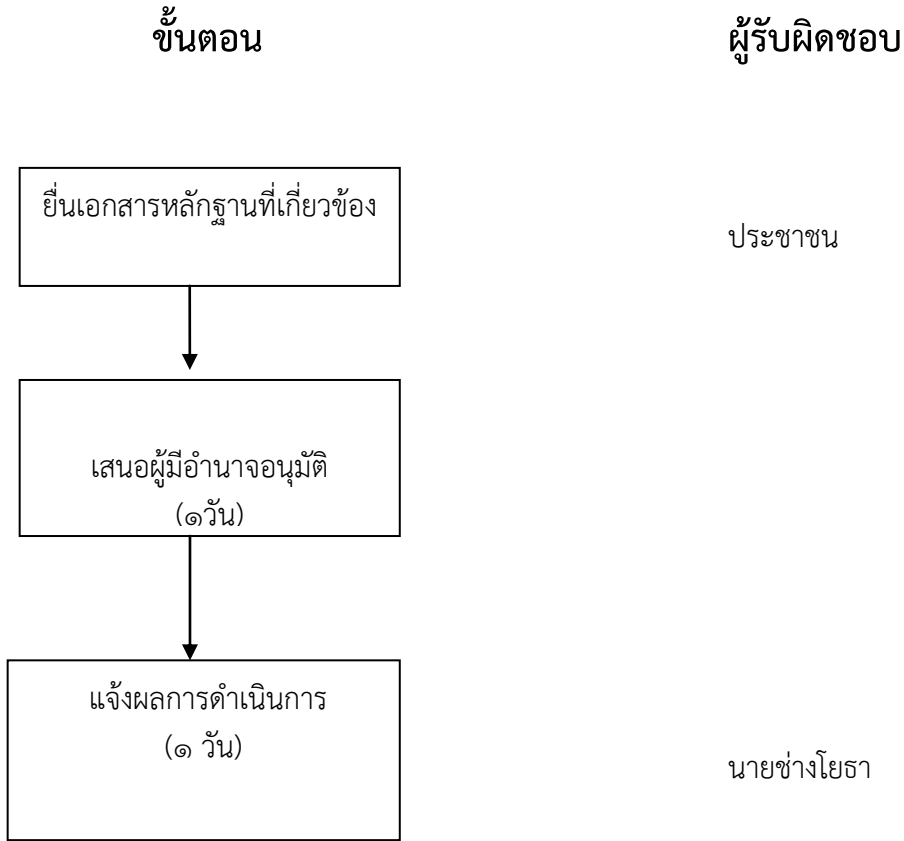 ขั้นตอน ผู้รับผิดชอบ
ยื่นเอกสารหลักฐานที่เกี่ยวข้อง
ประชาชน
เสนอผู้มีอำนาจอนุมัติ
(๑วัน)
แจ้งผลการดำเนินการ
(๑ วัน)
นายช่างโยธา